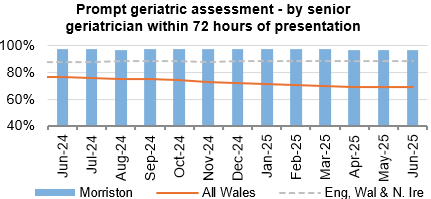 Prompt geriatric assessment - by senior
geriatrician within 72 hours of presentation
100%
80%
60%
40%
Jun-24
Jul-24
Aug-24
Sep-24
Oct-24
Nov-24
Dec-24
Jan-25
Feb-25
Mar-25
Apr-25
May-25
Jun-25
Morriston
All Wales
Eng, Wal & N. Ire